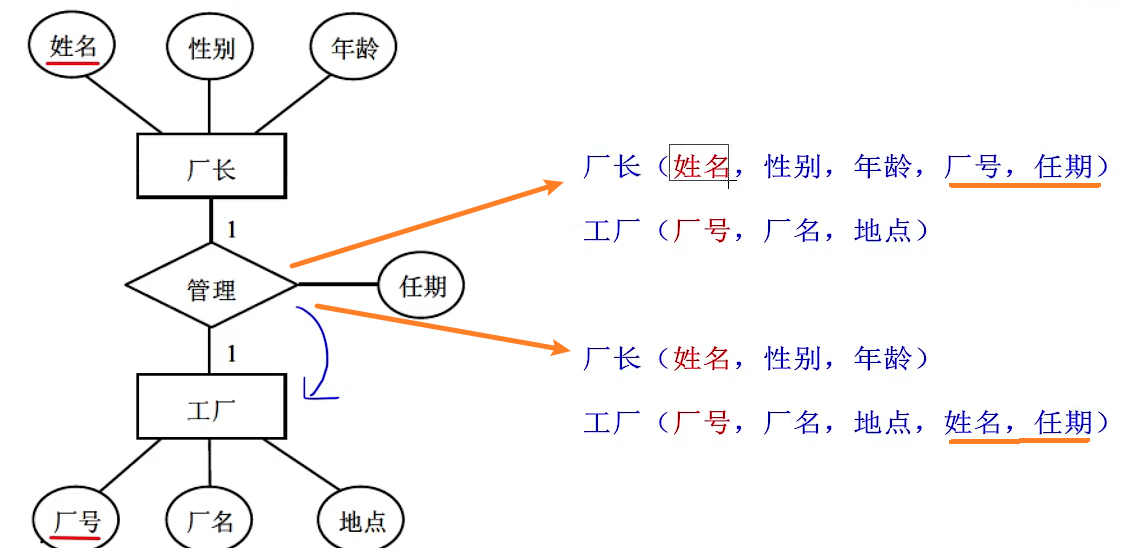 姓名 性别 年龄
厂长
1
管理 任期
1
工厂
厂号 厂名 地点
厂长（姓名，性别，年龄，厂号，任期）
工厂（厂号，厂名，地点）
厂长（姓名，性别，年龄）
工厂（厂号，厂名，地点，姓名，任期）